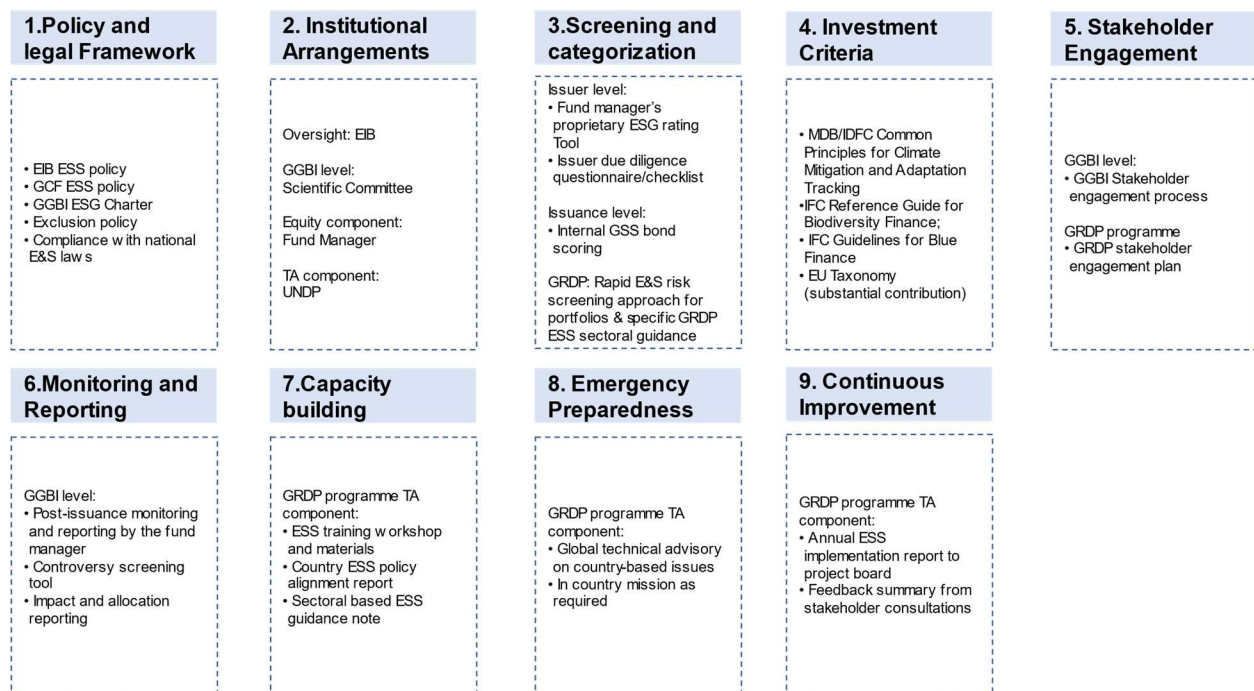 1.Policy and
legal Framework
• EIB ESS policy
• GCF ESS policy
• GGBI ESG Charter
• Exclusion policy
• Compliance with national
E&S laws
2. Institutional
Arrangements
Oversight: EIB
GGBI level:
Scientific Committee
Equity component:
Fund Manager
TA component:
UNDP
3.Screening and
categorization
Issuer level:
• Fund manager's
proprietary ESG rating
Tool
• Issuer due diligence
questionnaire/checklist
Issuance level:
• Internal GSS bond
scoring
GRDP: Rapid E&S risk
screening approach for
portfolios & specific GRDP
ESS sectoral guidance
4. Investment
Criteria
• MDB/IDFC Common
Principles for Climate
Mitigation and Adaptation
Tracking
•IFC Reference Guide for
Biodiversity Finance;
• IFC Guidelines for Blue
Finance
• EU Taxonomy
(substantial contribution)
5. Stakeholder
Engagement
GGBI level:
• GGBI Stakeholder
engagement process
GRDP programme
• GRDP stakeholder
engagement plan
6.Monitoring and
Reporting
GGBI level:
• Post-issuance monitoring
and reporting by the fund
manager
• Controversy screening
tool
• Impact and allocation
reporting
7.Capacity
building
GRDP programme TA
component:
• ESS training workshop
and materials
• Country ESS policy
alignment report
• Sectoral based ESS
guidance note
8. Emergency
Preparedness
GRDP programme TA
component:
• Global technical advisory
on country-based issues
• In country mission as
required
9. Continuous
Improvement
GRDP programme TA
component:
• Annual ESS
implementation report to
project board
• Feedback summary from
stakeholder consultations